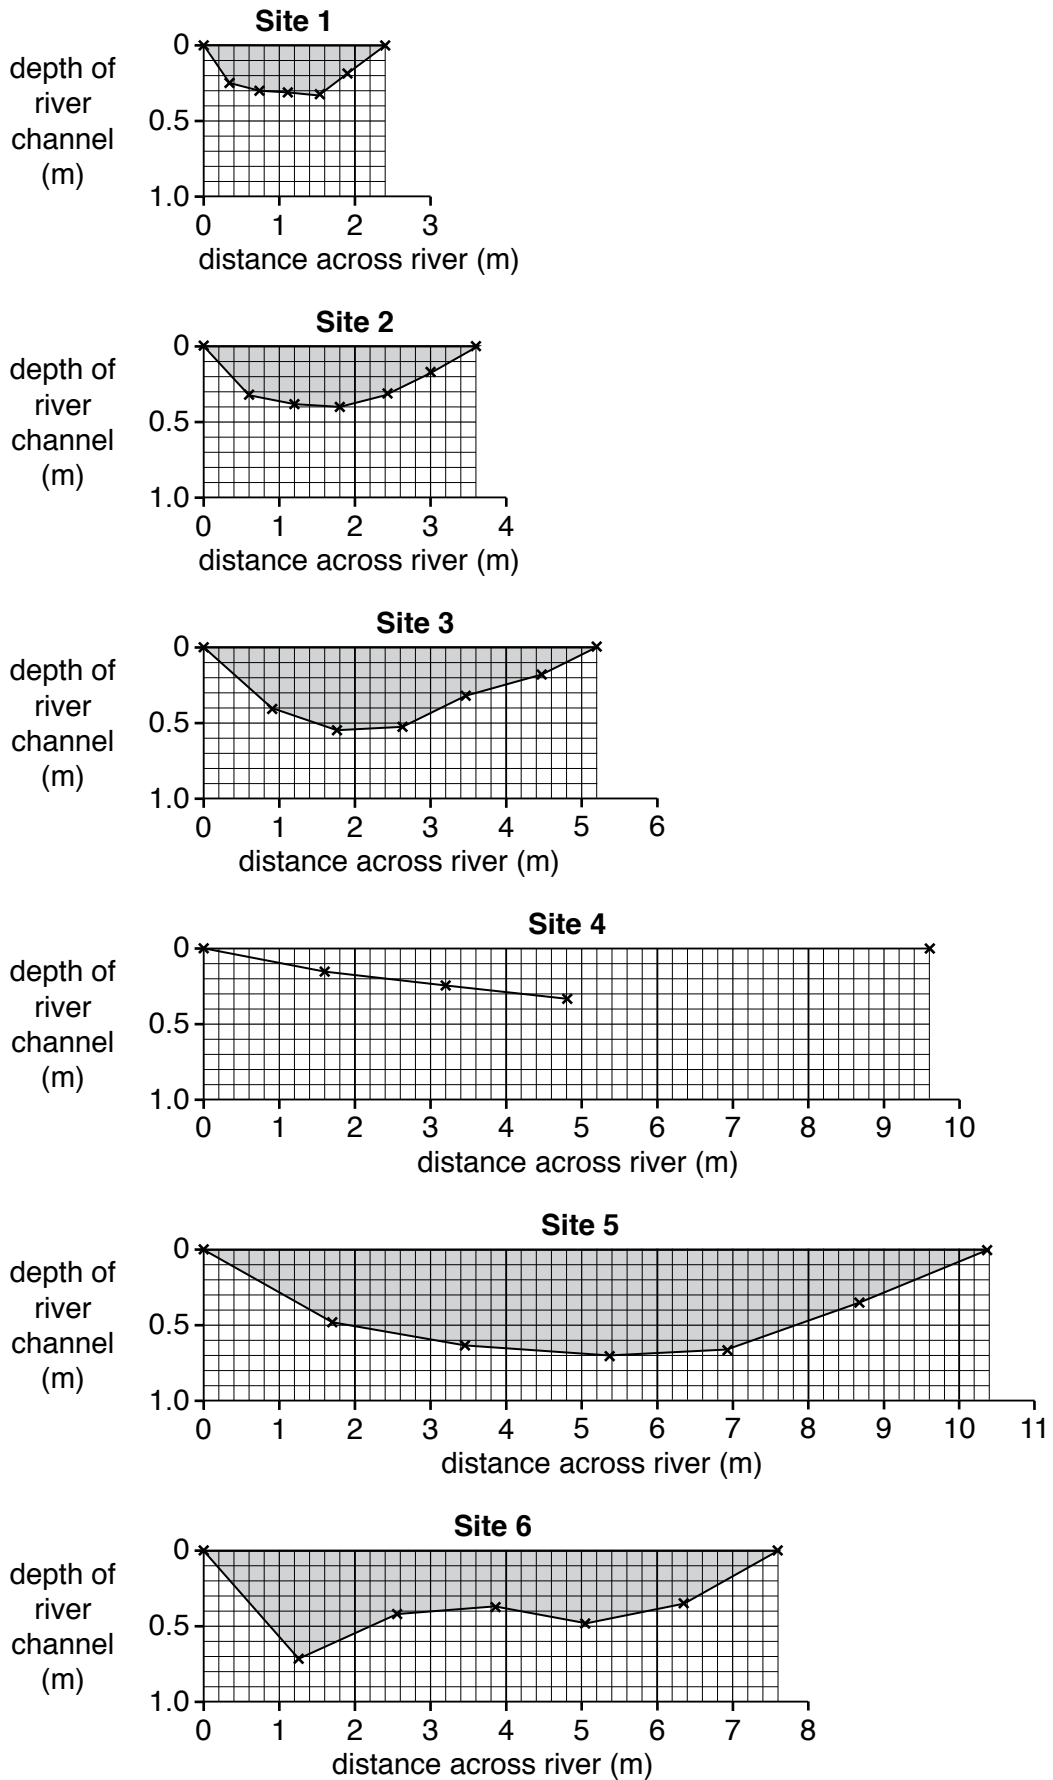 Site 1
0
depth of
river
channel
(m)
0.5
1.0
0 1 2 3
distance across river (m)
Site 2
0
depth of
river
channel
(m)
0.5
1.0
0 1 2 3 4
distance across river (m)
Site 3
0
depth of
river
channel
(m)
0.5
1.0
0 1 2 3 4 5 6
distance across river (m)
Site 4
0
depth of
river
channel
(m)
0.5
1.0
0 1 2 3 4 5 6 7 8 9 10
distance across river (m)
Site 5
0
depth of
river
channel
(m)
0.5
1.0
0 1 2 3 4 5 6 7 8 9 10 11
distance across river (m)
Site 6
0
depth of
river
channel
(m)
0.5
1.0
0 1 2 3 4 5 6 7 8
distance across river (m)